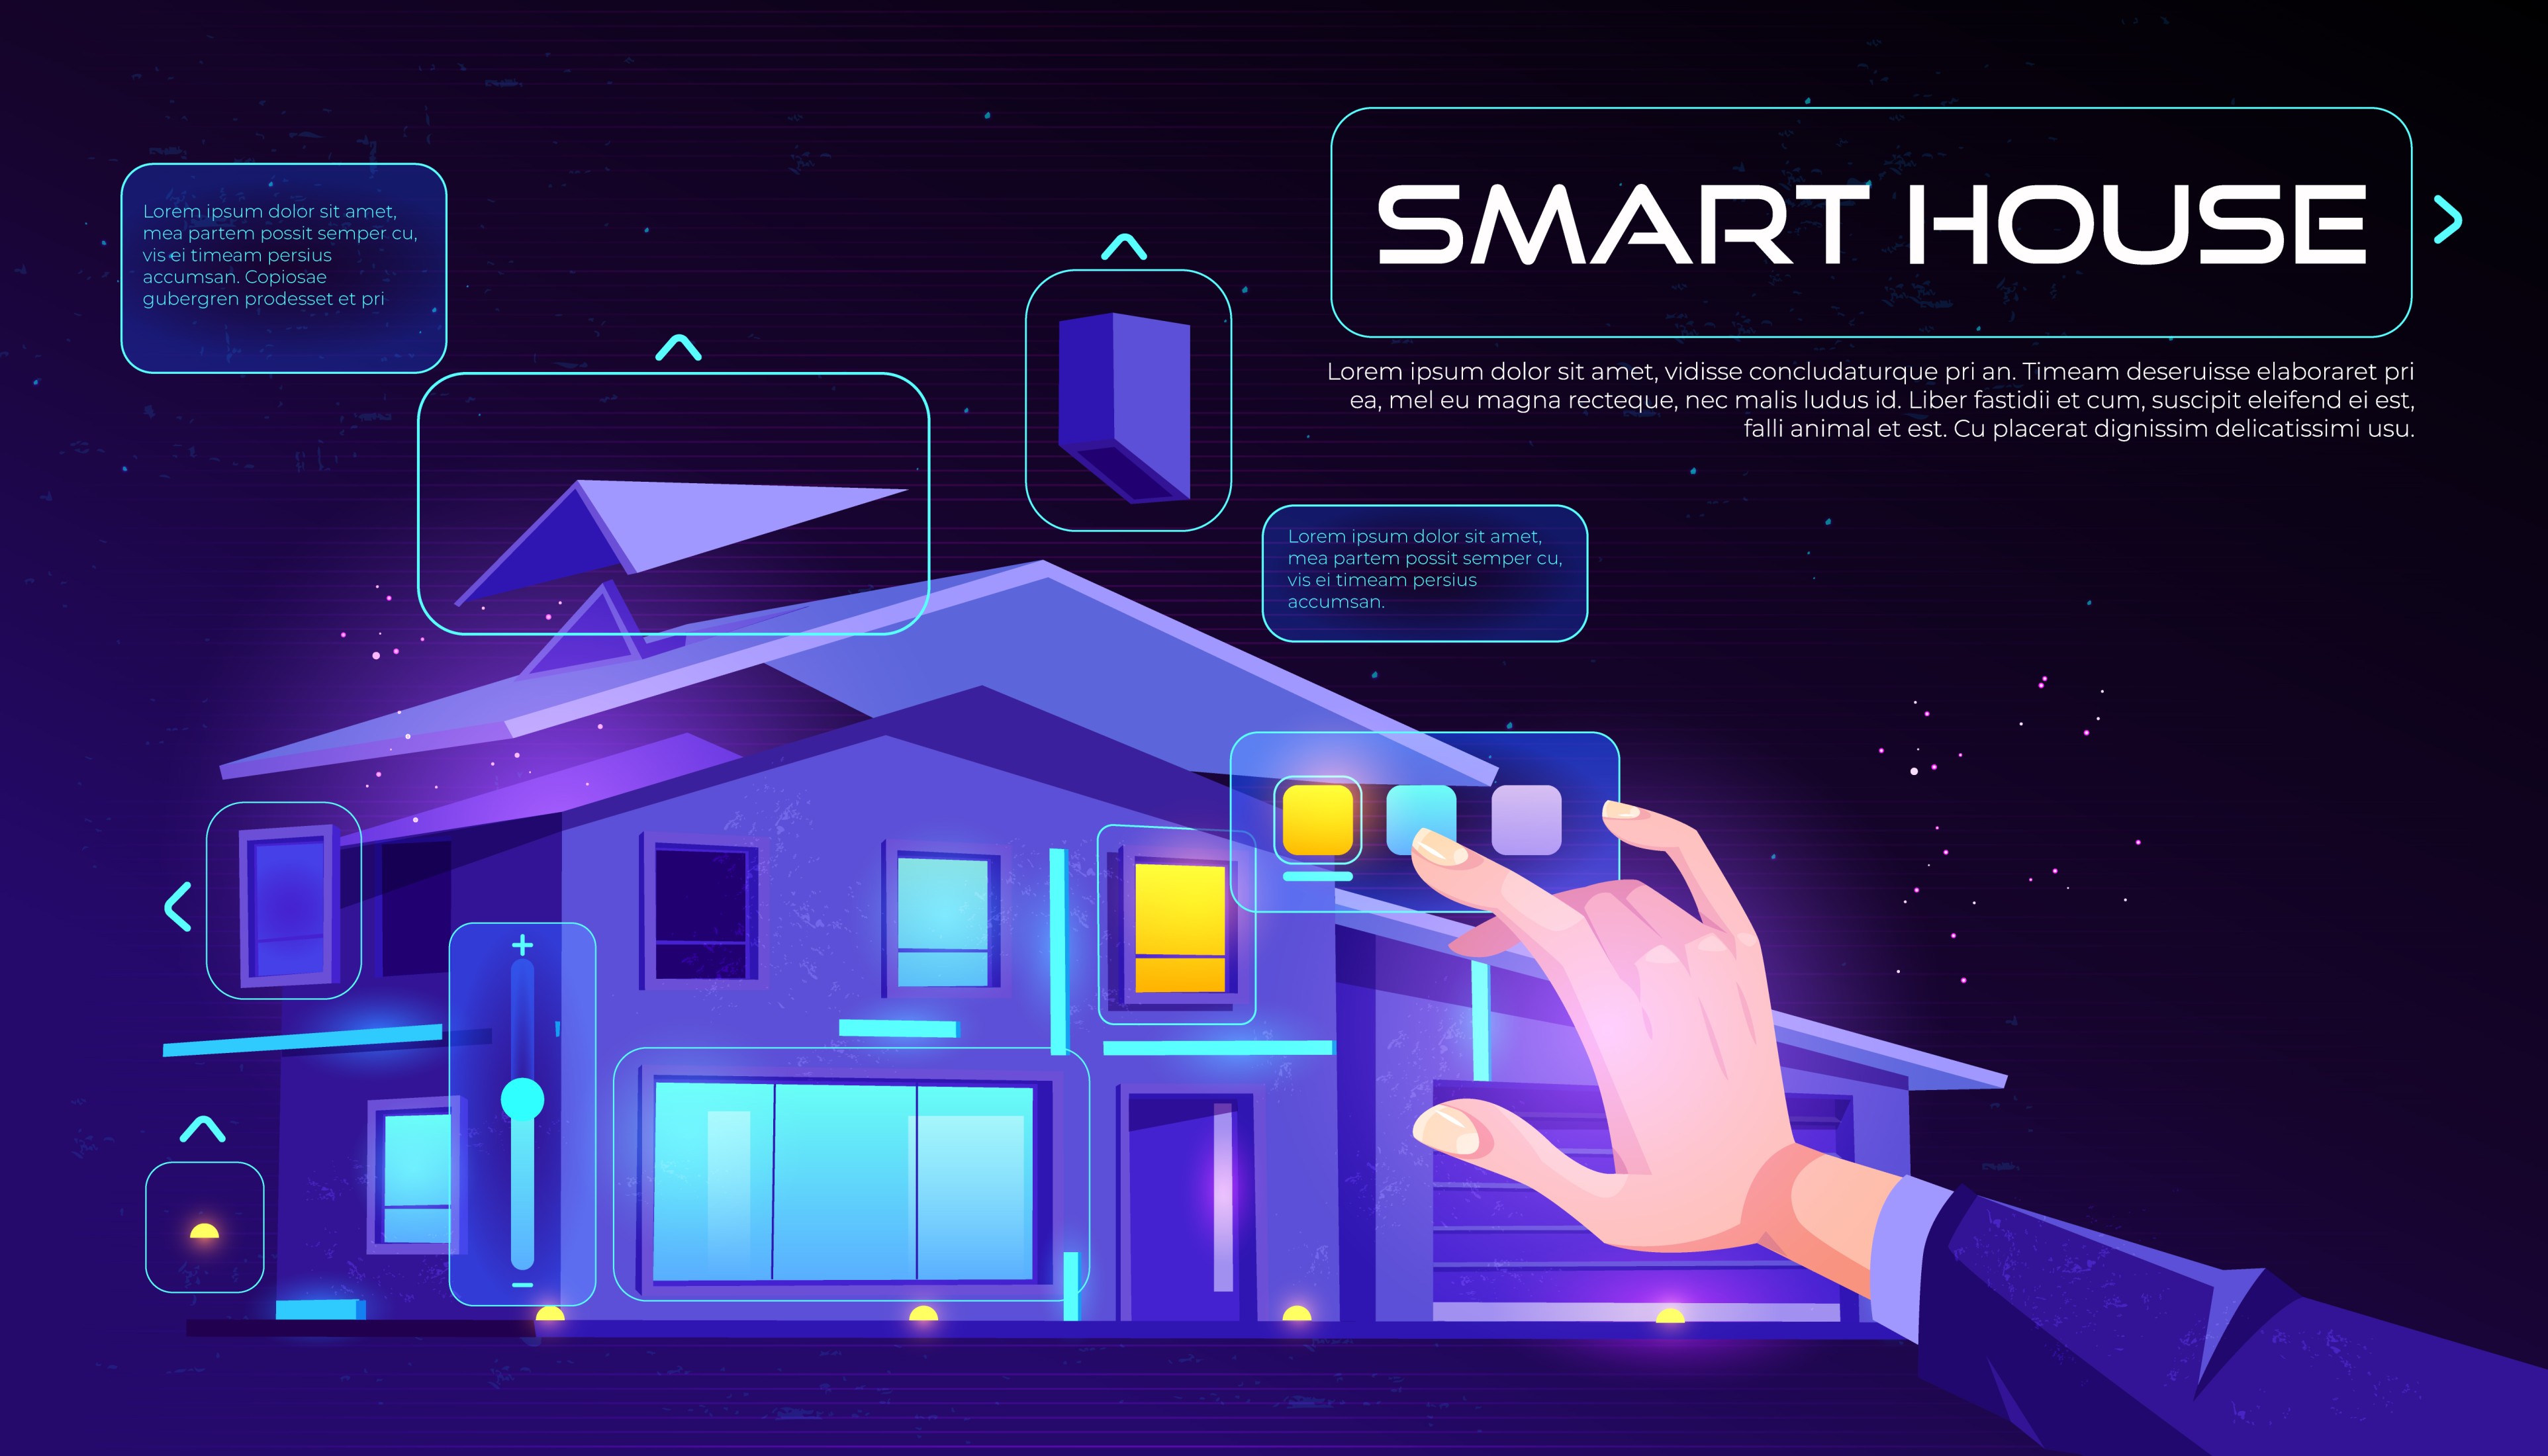 SMART HOUSE
Lorem ipsum dolor sit amet, vidisse concludaturque pri an. Timeam deseruisse elaboraret pri
ea, mel eu magna recteque, nec malis ludus id. Liber fastidii et cum, suscipit eleifend ei est,
falli animal et est. Cu placerat dignissim delicatissimi usu.
Lorem ipsum dolor sit amet,
mea partem possit semper cu,
vis ei timeam persius
accumsan. Copiosae
gubergren prodesset et pri
Lorem ipsum dolor sit amet,
mea partem possit semper cu,
vis ei timeam persius
accumsan.
+
−